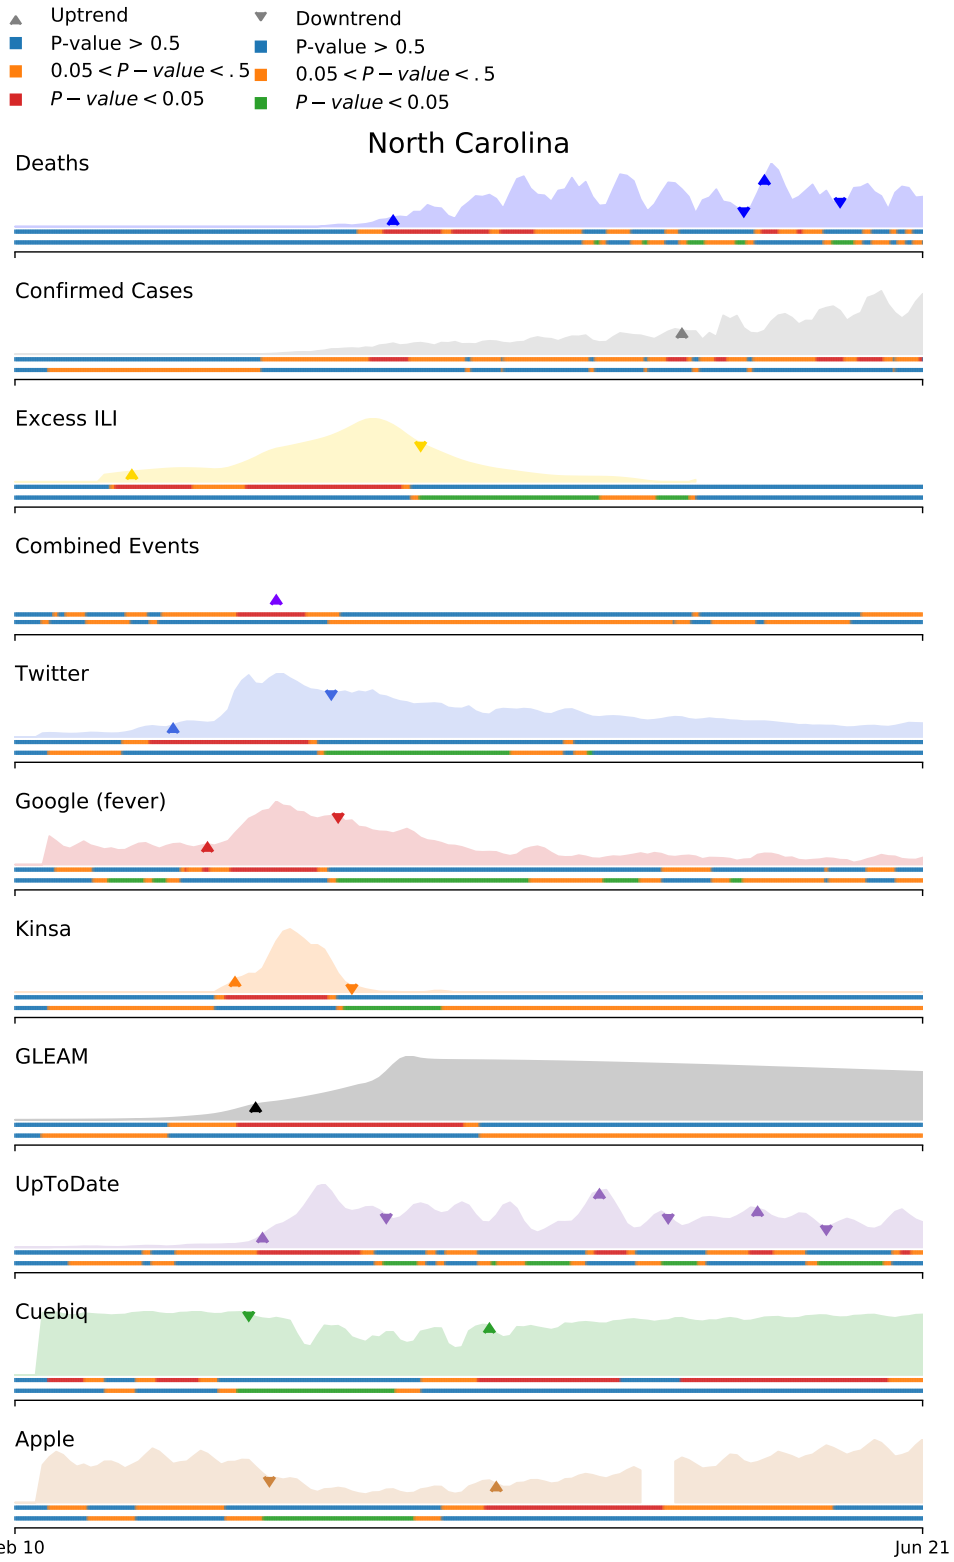 Uptrend
P-value > 0.5
0.05 < P − value < .5
P − value < 0.05
Downtrend
P-value > 0.5
0.05 < P − value < .5
P − value < 0.05
North Carolina
Deaths
Confirmed Cases
Excess ILI
Combined Events
Twitter
Google (fever)
Kinsa
GLEAM
UpToDate
Cuebiq
Apple
eb 10
Jun 21